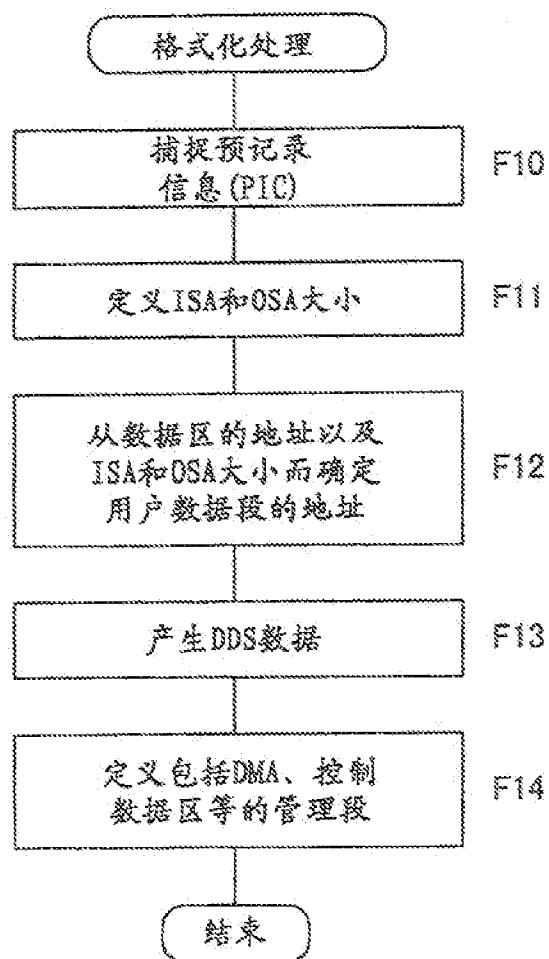 格式化处理
捕捉预记录
信息(PIC)
F10
定义ISA和OSA大小
F11
从数据区的地址以及
ISA和OSA大小而确定
用户数据段的地址
F12
产生DDS数据
F13
定义包括DMA、控制
数据区等的管理段
F14
结束